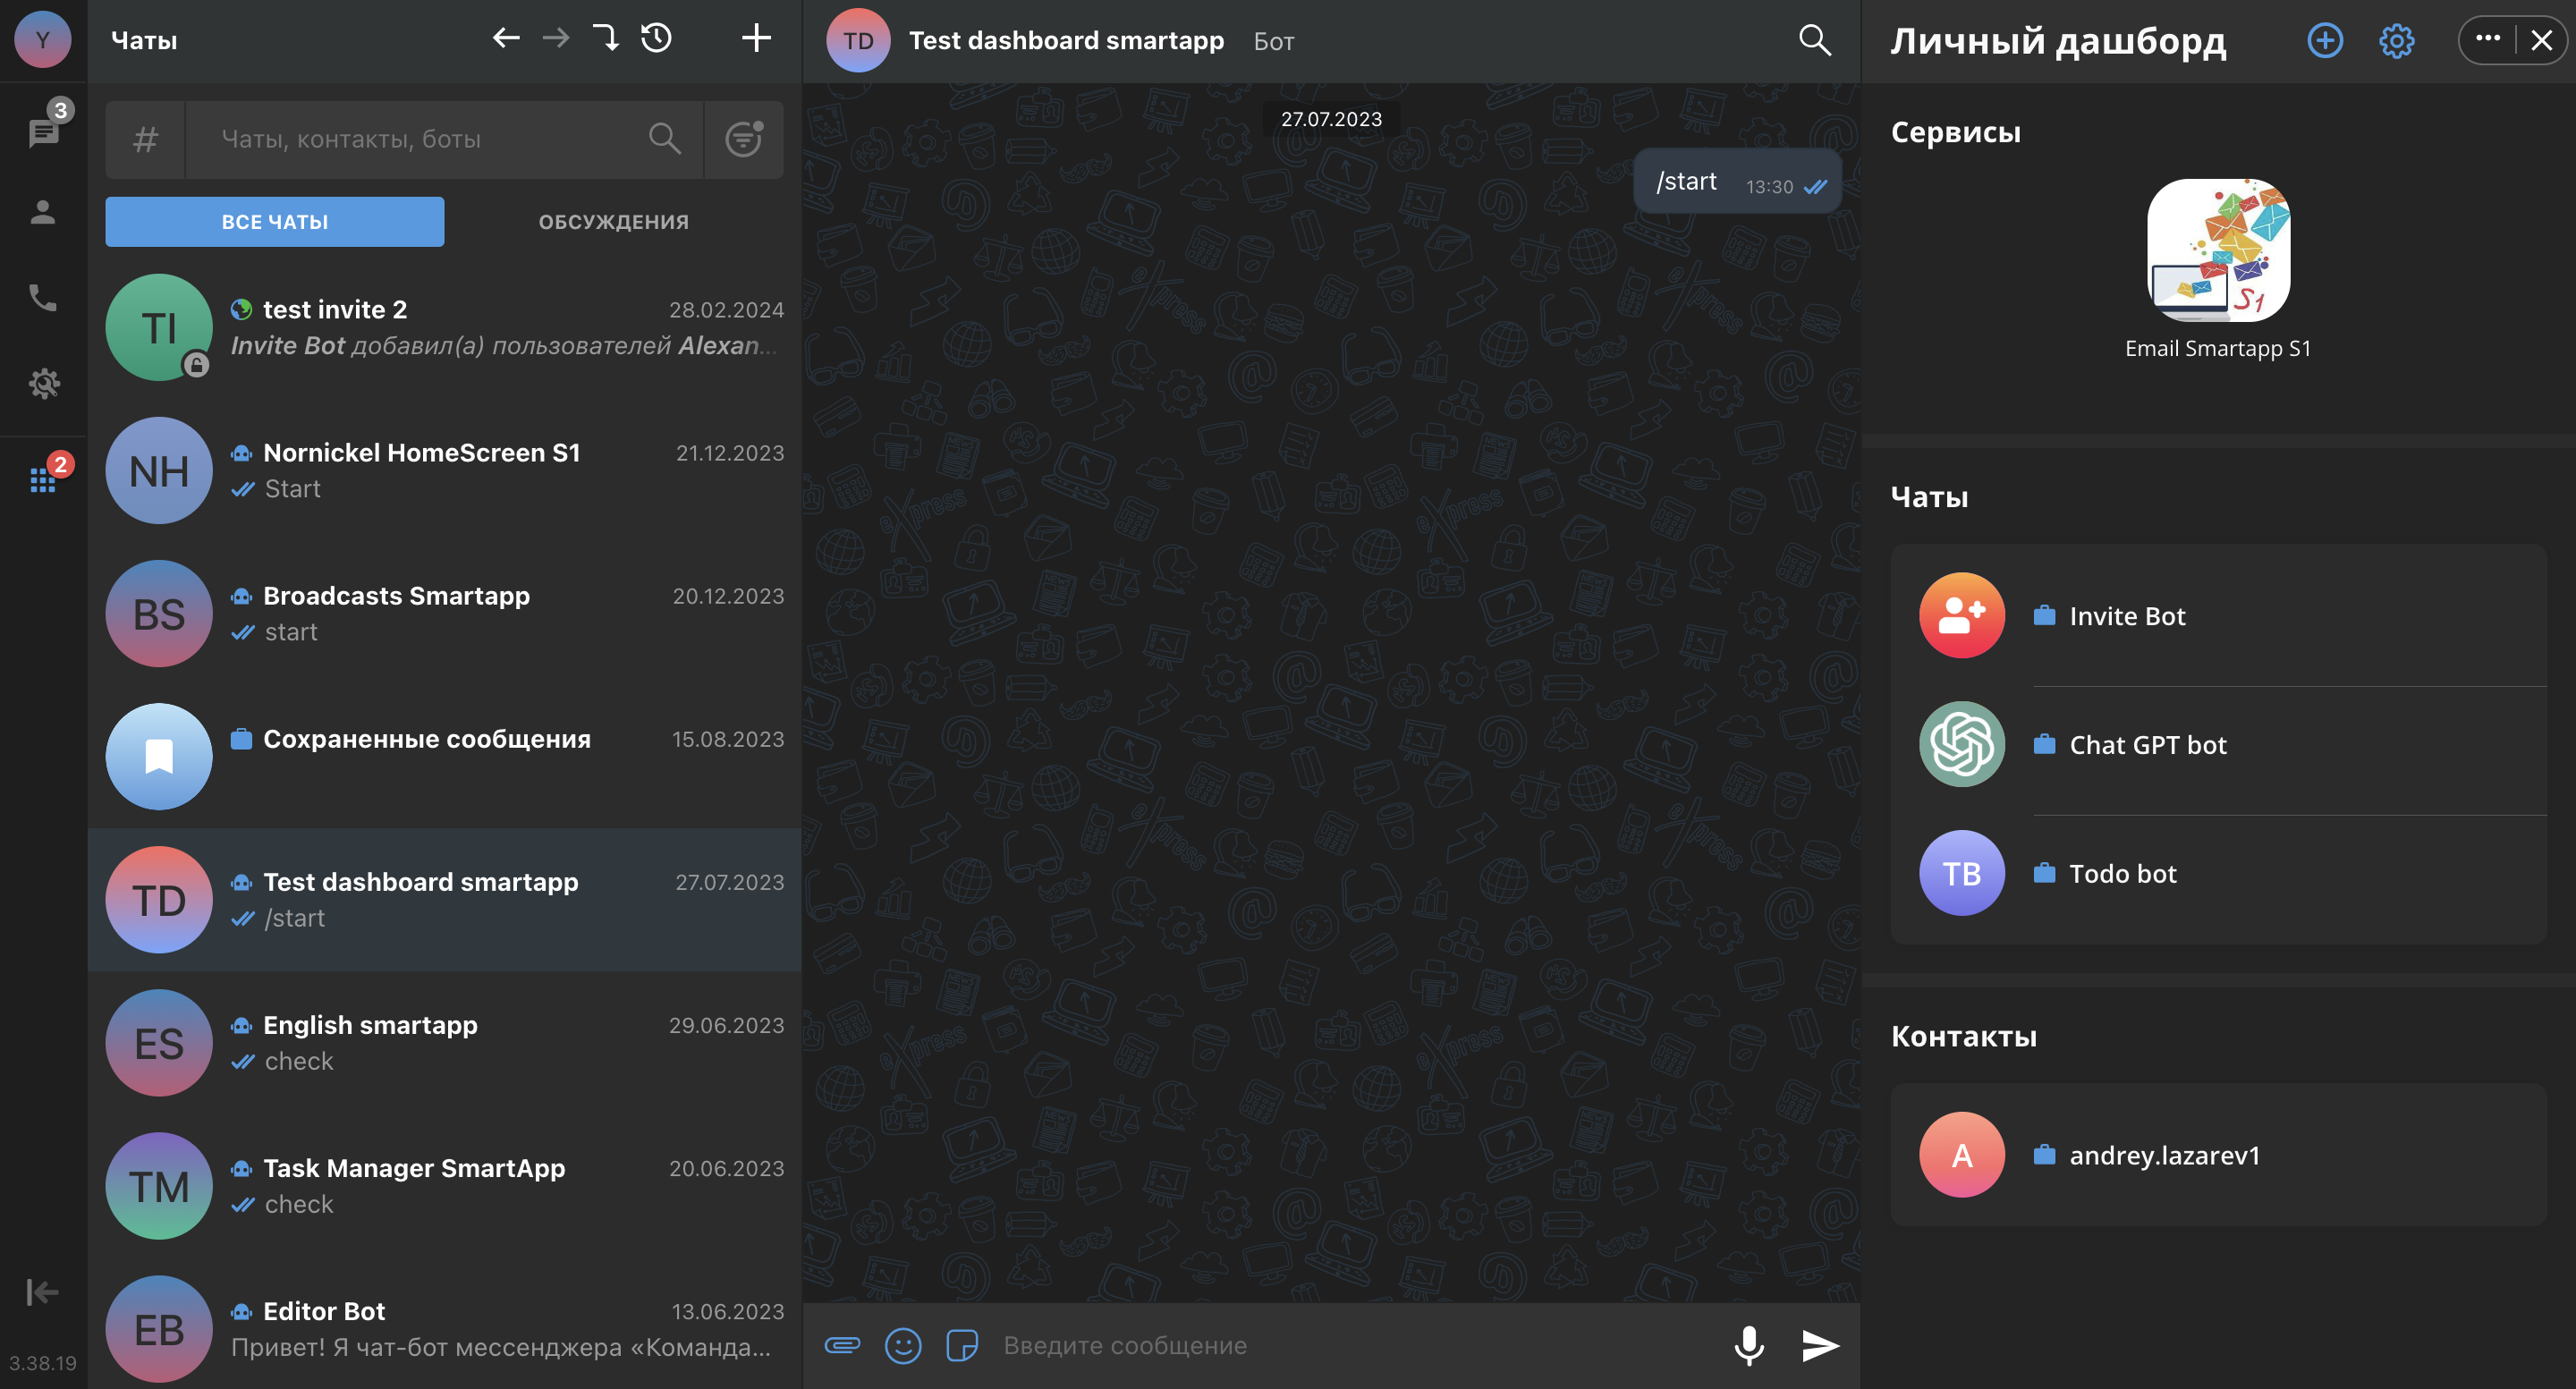 Y
Чаты
3
2
3.38.19
#
Чаты, контакты, боты
ВСЕ ЧАТЫ
ОБСУЖДЕНИЯ
TI
test invite 2
28.02.2024
Invite Bot добавил(а) пользователей Alexan...
NH
Nornickel HomeScreen S1
21.12.2023
Start
BS
Broadcasts Smartapp
20.12.2023
start
Сохраненные сообщения
15.08.2023
TD
Test dashboard smartapp
27.07.2023
/start
ES
English smartapp
29.06.2023
check
TM
Task Manager SmartApp
20.06.2023
check
EB
Editor Bot
13.06.2023
Привет! Я чат-бот мессенджера «Команда...
TD
Test dashboard smartapp
Бот
27.07.2023
/start
13:30
Введите сообщение
Личный дашборд
Сервисы
S1
Email Smartapp S1
Чаты
Invite Bot
Chat GPT bot
TB
Todo bot
Контакты
A
andrey.lazarev1